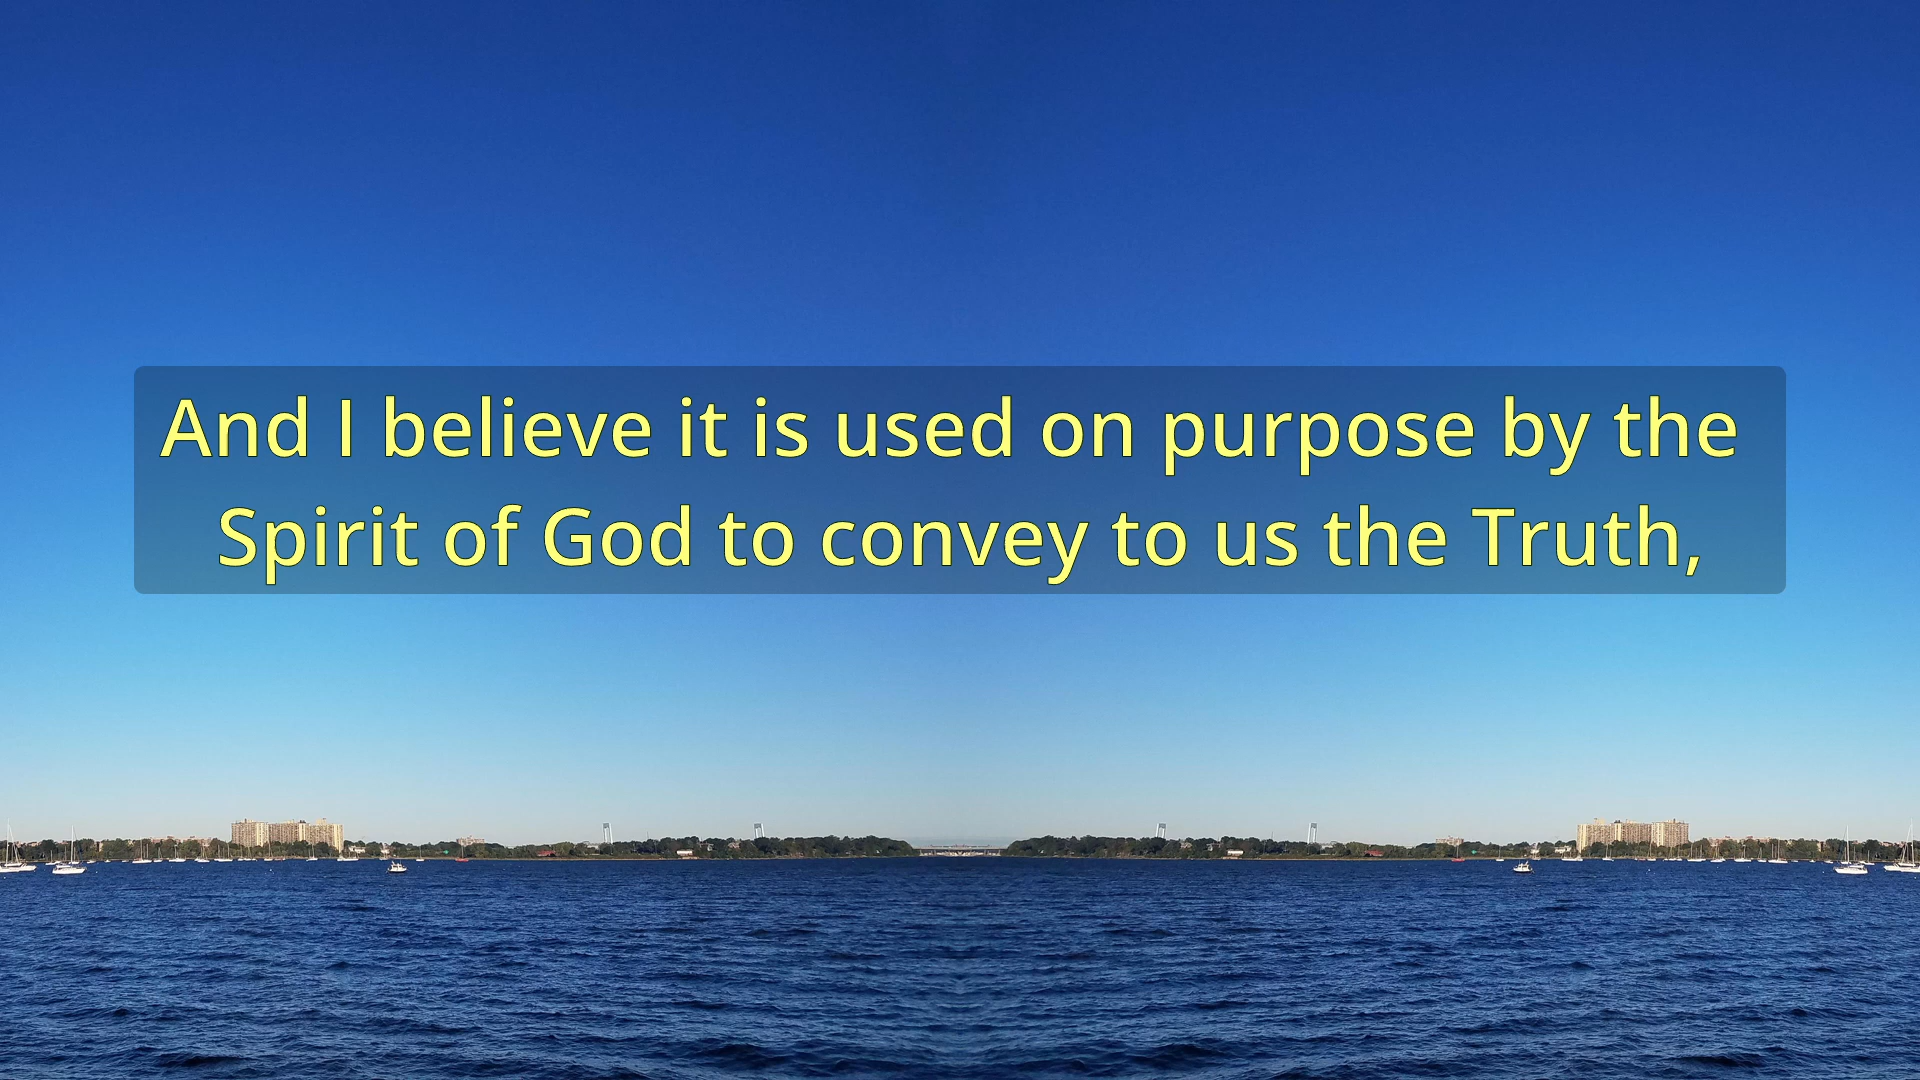 And I believe it is used on purpose by the
Spirit of God to convey to us the Truth,